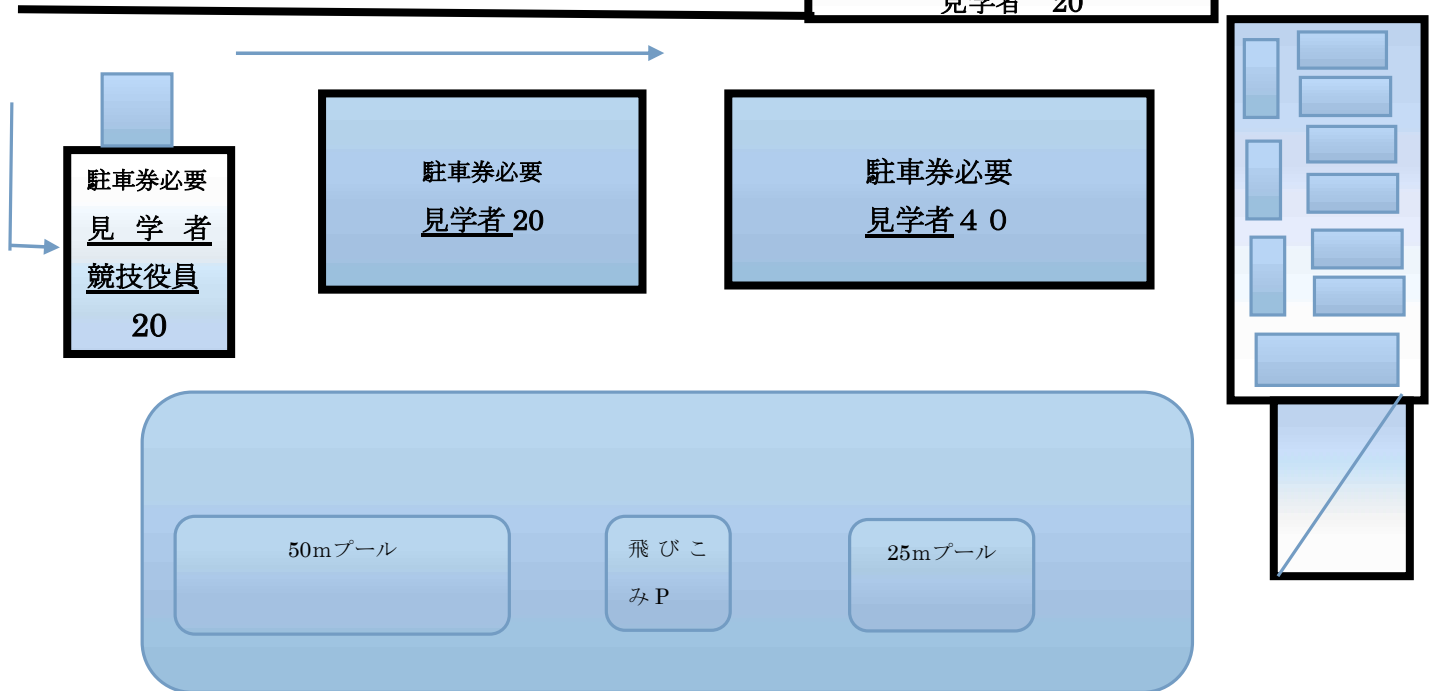 見学者 20
駐車券必要
見 学 者
競技役員
20
駐車券必要
見学者 20
駐車券必要
見学者４０
50mプール
飛 び こ
み P
25mプール